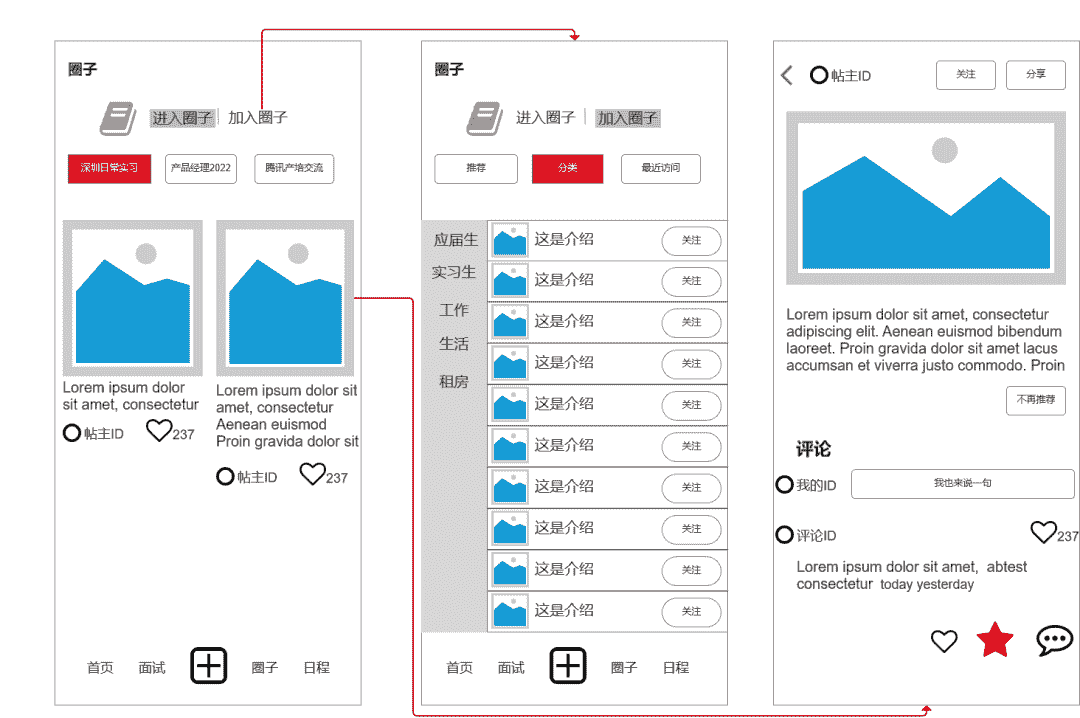 圈子
进入圈子 加入圈子
深圳日常实习 产品经理2022 腾讯产培交流
Lorem ipsum dolor
sit amet, consectetur
帖主ID 237
Lorem ipsum dolor sit
amet, consectetur
Aenean euismod
Proin gravida dolor sit
帖主ID 237
首页 面试 圈子 日程
圈子
进入圈子 加入圈子
推荐 分类 最近访问
应届生
实习生
工作
生活
租房
这是介绍 关注
这是介绍 关注
这是介绍 关注
这是介绍 关注
这是介绍 关注
这是介绍 关注
这是介绍 关注
这是介绍 关注
这是介绍 关注
这是介绍 关注
首页 面试 圈子 日程
帖主ID 关注 分享
Lorem ipsum dolor sit amet, consectetur
adipiscing elit. Aenean euismod bibendum
laoreet. Proin gravida dolor sit amet lacus
accumsan et viverra justo commodo. Proin
不再推荐
评论
我的ID 我也来说一句
评论ID 237
Lorem ipsum dolor sit amet, abtest
consectetur today yesterday